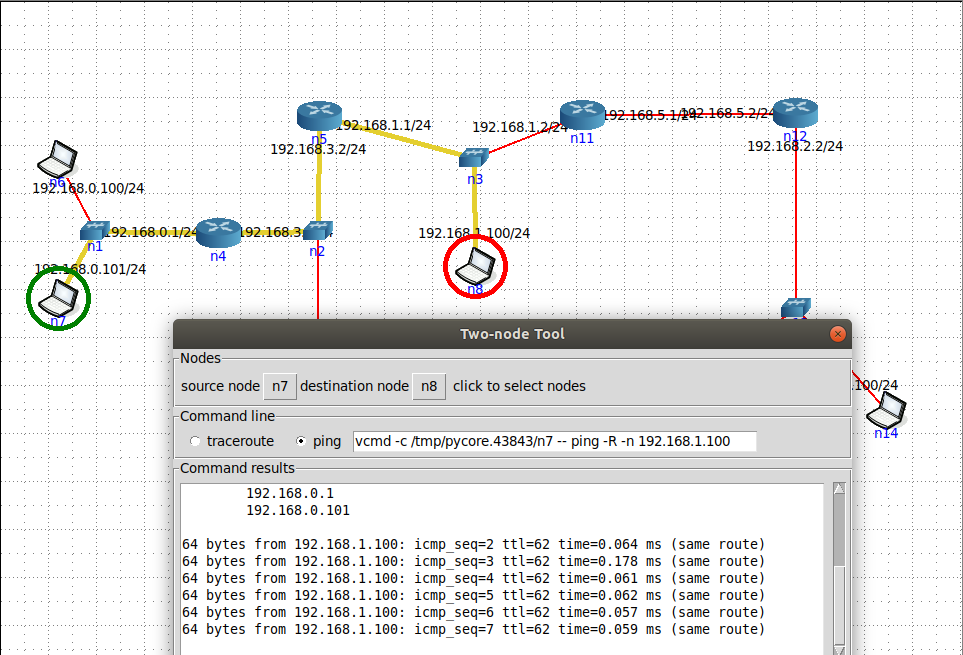 192.168.1.1/24
n5
192.168.3.2/24
192.168.1.2/24
n11
192.168.5.1/24
192.168.5.2/24
n12
192.168.2.2/24
n6
192.168.0.100/24
n3
n1
192.168.0.1/24
n4
192.168.3
n2
192.168.1.100/24
n8
192.168.0.101/24
n7
Two-node Tool
Nodes
source node n7 destination node n8 click to select nodes
.100/24
n14
Command line
traceroute ping vcmd -c /tmp/pycore.43843/n7 -- ping -R -n 192.168.1.100
Command results
192.168.0.1
192.168.0.101
64 bytes from 192.168.1.100: icmp_seq=2 ttl=62 time=0.064 ms (same route)
64 bytes from 192.168.1.100: icmp_seq=3 ttl=62 time=0.178 ms (same route)
64 bytes from 192.168.1.100: icmp_seq=4 ttl=62 time=0.061 ms (same route)
64 bytes from 192.168.1.100: icmp_seq=5 ttl=62 time=0.062 ms (same route)
64 bytes from 192.168.1.100: icmp_seq=6 ttl=62 time=0.057 ms (same route)
64 bytes from 192.168.1.100: icmp_seq=7 ttl=62 time=0.059 ms (same route)